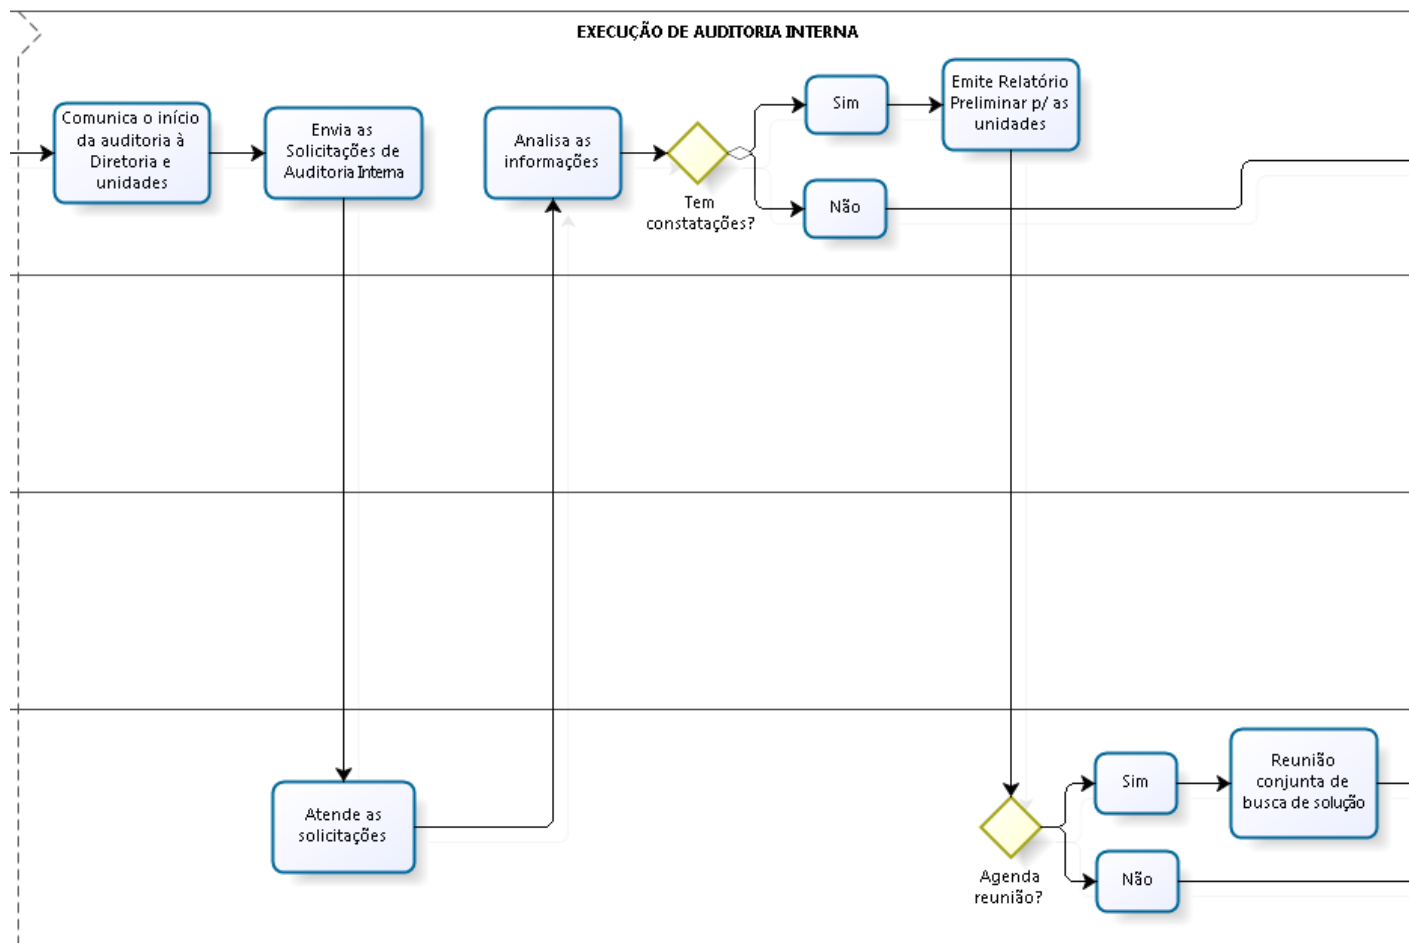 EXECUÇÃO DE AUDITORIA INTERNA
Comunica o início
da auditoria à
Diretoria e
unidades
Envia as
Solicitações de
Auditoria Interna
Analisa as
informações
Tem
constatações?
Sim
Não
Emite Relatório
Preliminar p/ as
unidades
Atende as
solicitações
Agenda
reunião?
Sim
Não
Reunião
conjunta de
busca de solução